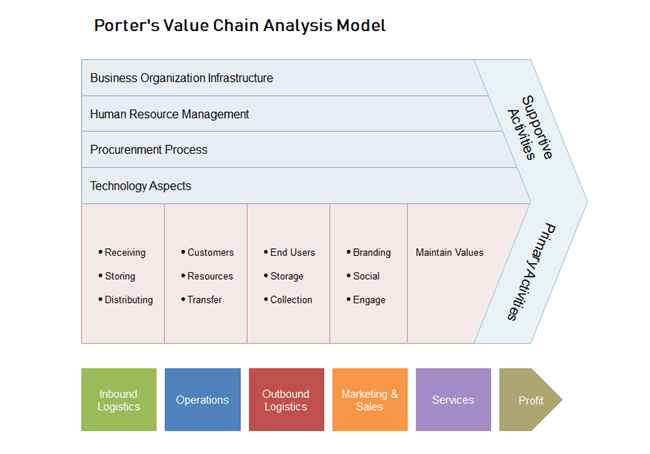 Porter's Value Chain Analysis Model
Business Organization Infrastructure
Human Resource Management
Procurenment Process
Technology Aspects
Supportive
Activities
Primary Activities
• Receiving
• Storing
• Distributing
• Customers
• Resources
• Transfer
• End Users
• Storage
• Collection
• Branding
• Social
• Engage
Maintain Values
Inbound
Logistics
Operations
Outbound
Logistics
Marketing &
Sales
Services
Profit